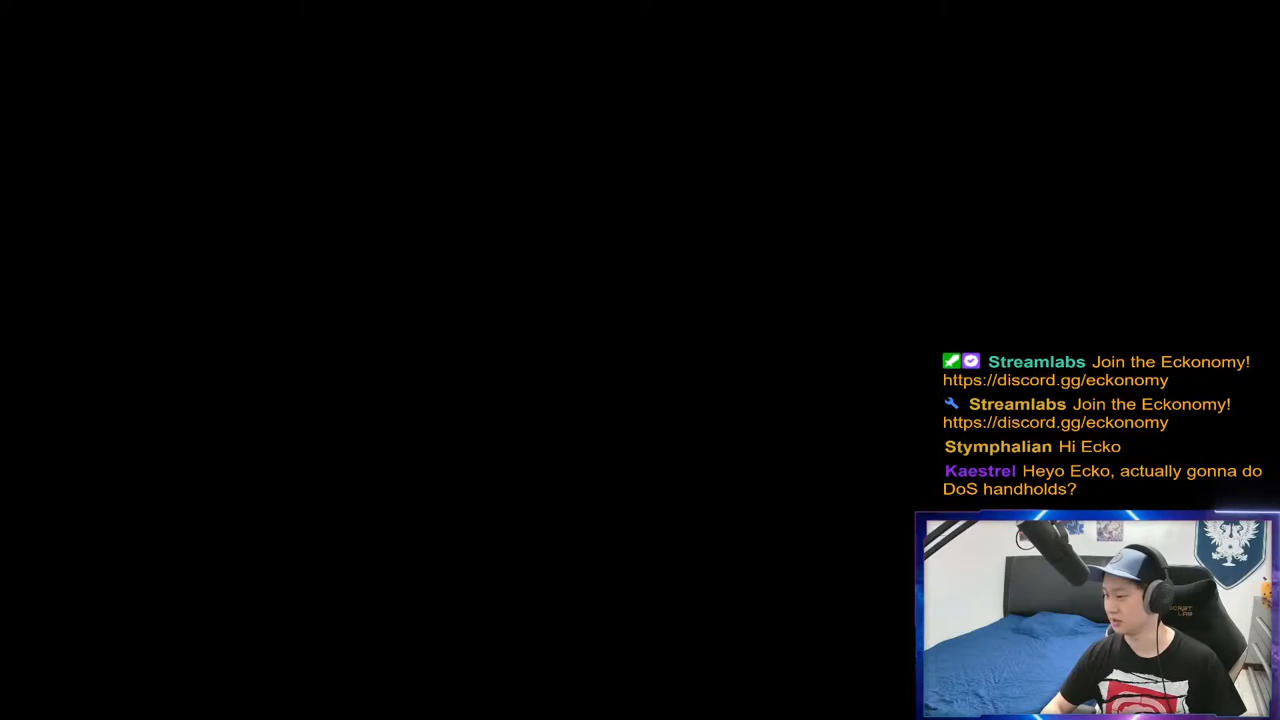 Streamlabs Join the Eckonomy!
https://discord.gg/eckonomy
Streamlabs Join the Eckonomy!
https://discord.gg/eckonomy
Stymphalian Hi Ecko
Kaestrel Heyo Ecko, actually gonna do
DoS handholds?